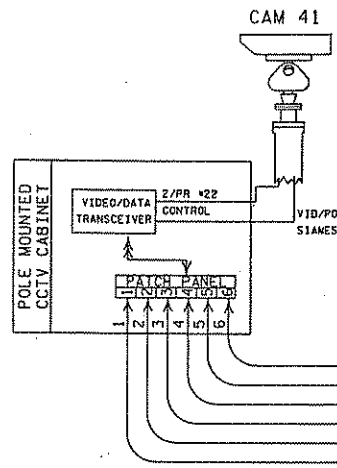 CAM 41
POLE MOUNTED
CCTV CABINET
VIDEO/DATA
TRANSCEIVER
2/PR #22
CONTROL
VID/PO
SIAMES
PATCH PANEL
1 2 3 4 5 6
1 2 3 4 5 6